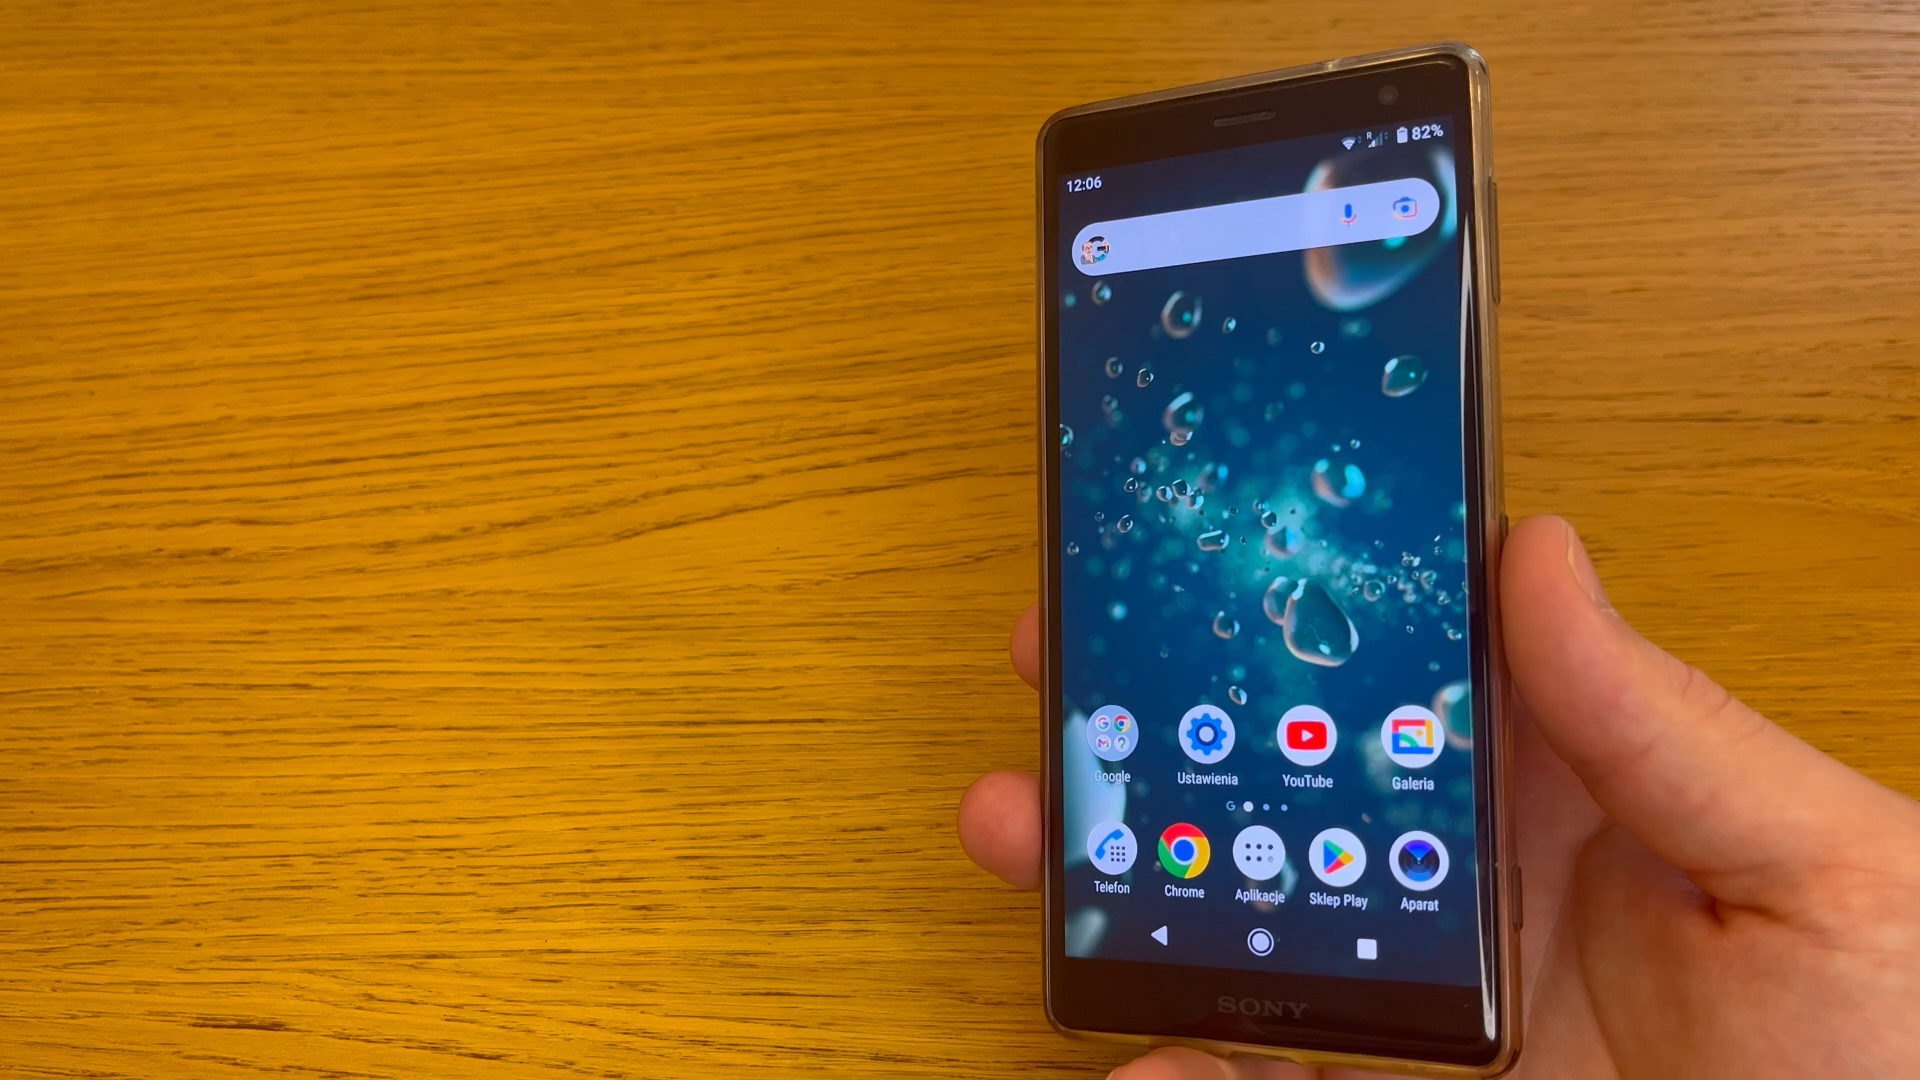 R 82%
12:06
Google Ustawienia YouTube Galeria
G
Telefon Chrome Aplikacje Sklep Play Aparat
SONY